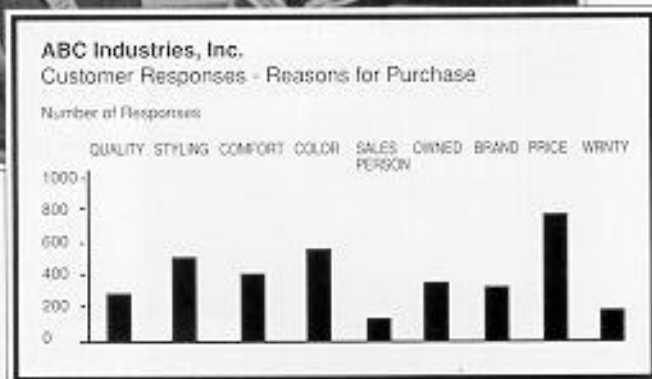 ABC Industries, Inc.
Customer Responses - Reasons for Purchase
Number of Responses
QUALITY STYLING COMFORT COLOR SALES PERSON OWNED BRAND PRICE WRNTY
1000
800
600
400
200
0